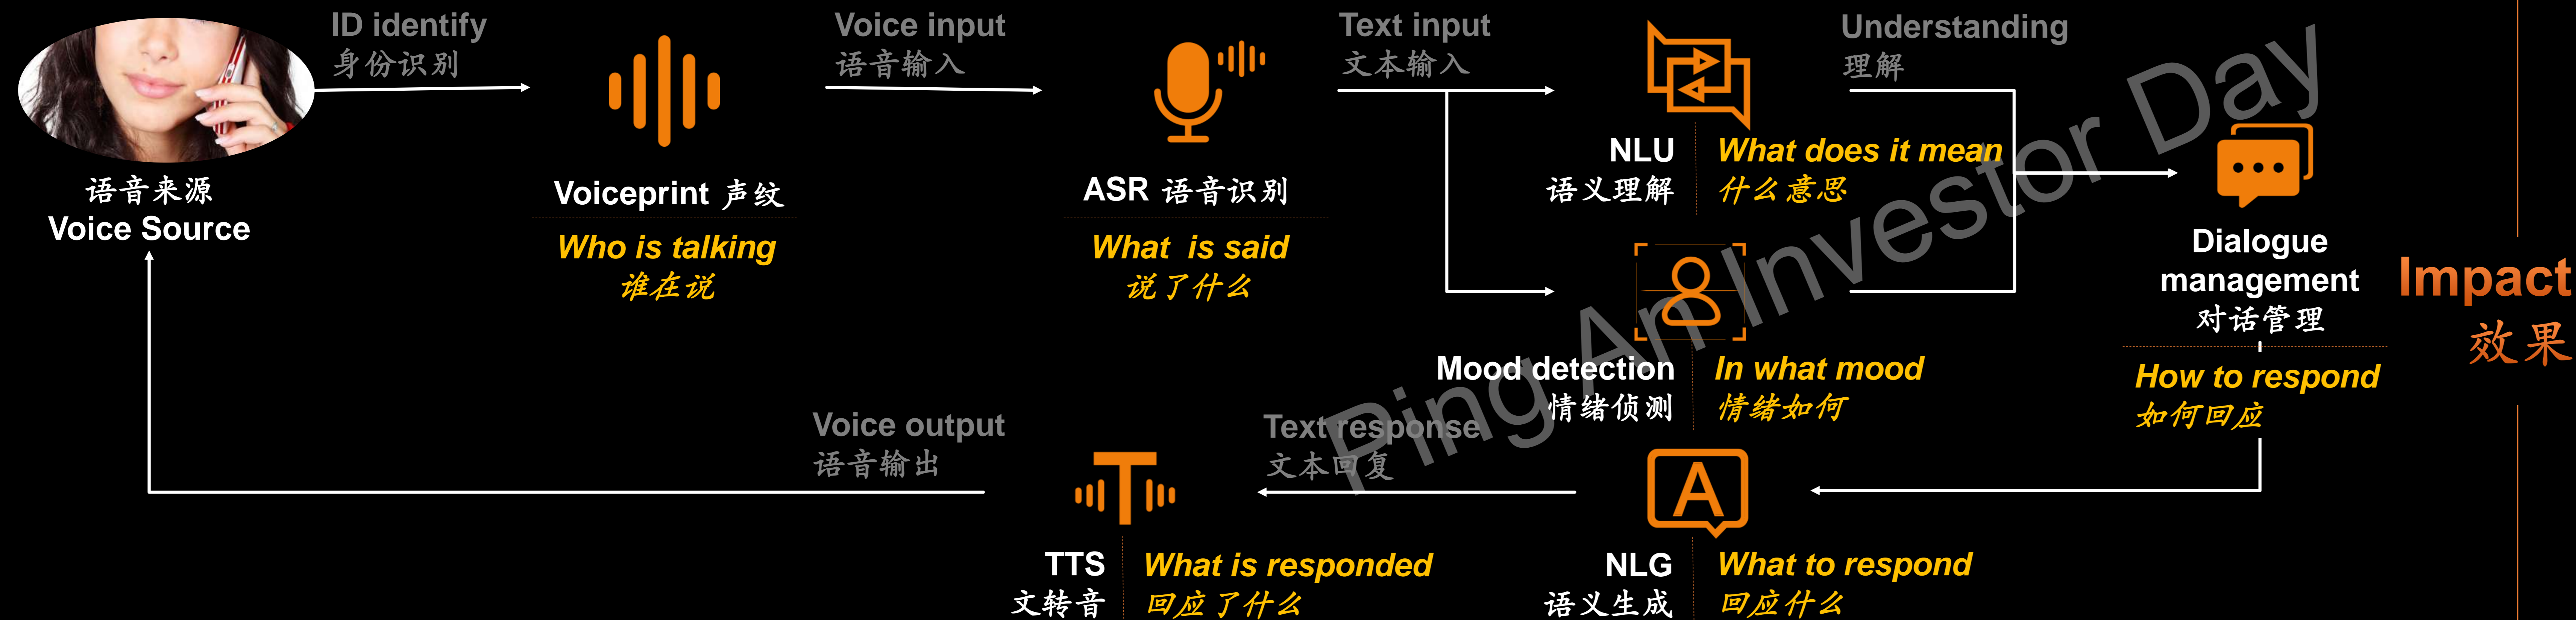 ID identify
身份识别
Voice input
语音输入
Text input
文本输入
Understanding
理解
语音来源
Voice Source
Voiceprint 声纹
Who is talking
谁在说
ASR 语音识别
What is said
说了什么
NLU
语义理解
What does it mean
什么意思
Mood detection
情绪侦测
In what mood
情绪如何
Dialogue
management
对话管理
How to respond
如何回应
Impact
效果
Voice output
语音输出
Text response
文本回复
TTS
文转音
What is responded
回应了什么
A
NLG
语义生成
What to respond
回应什么
T
Ping An Investor Day